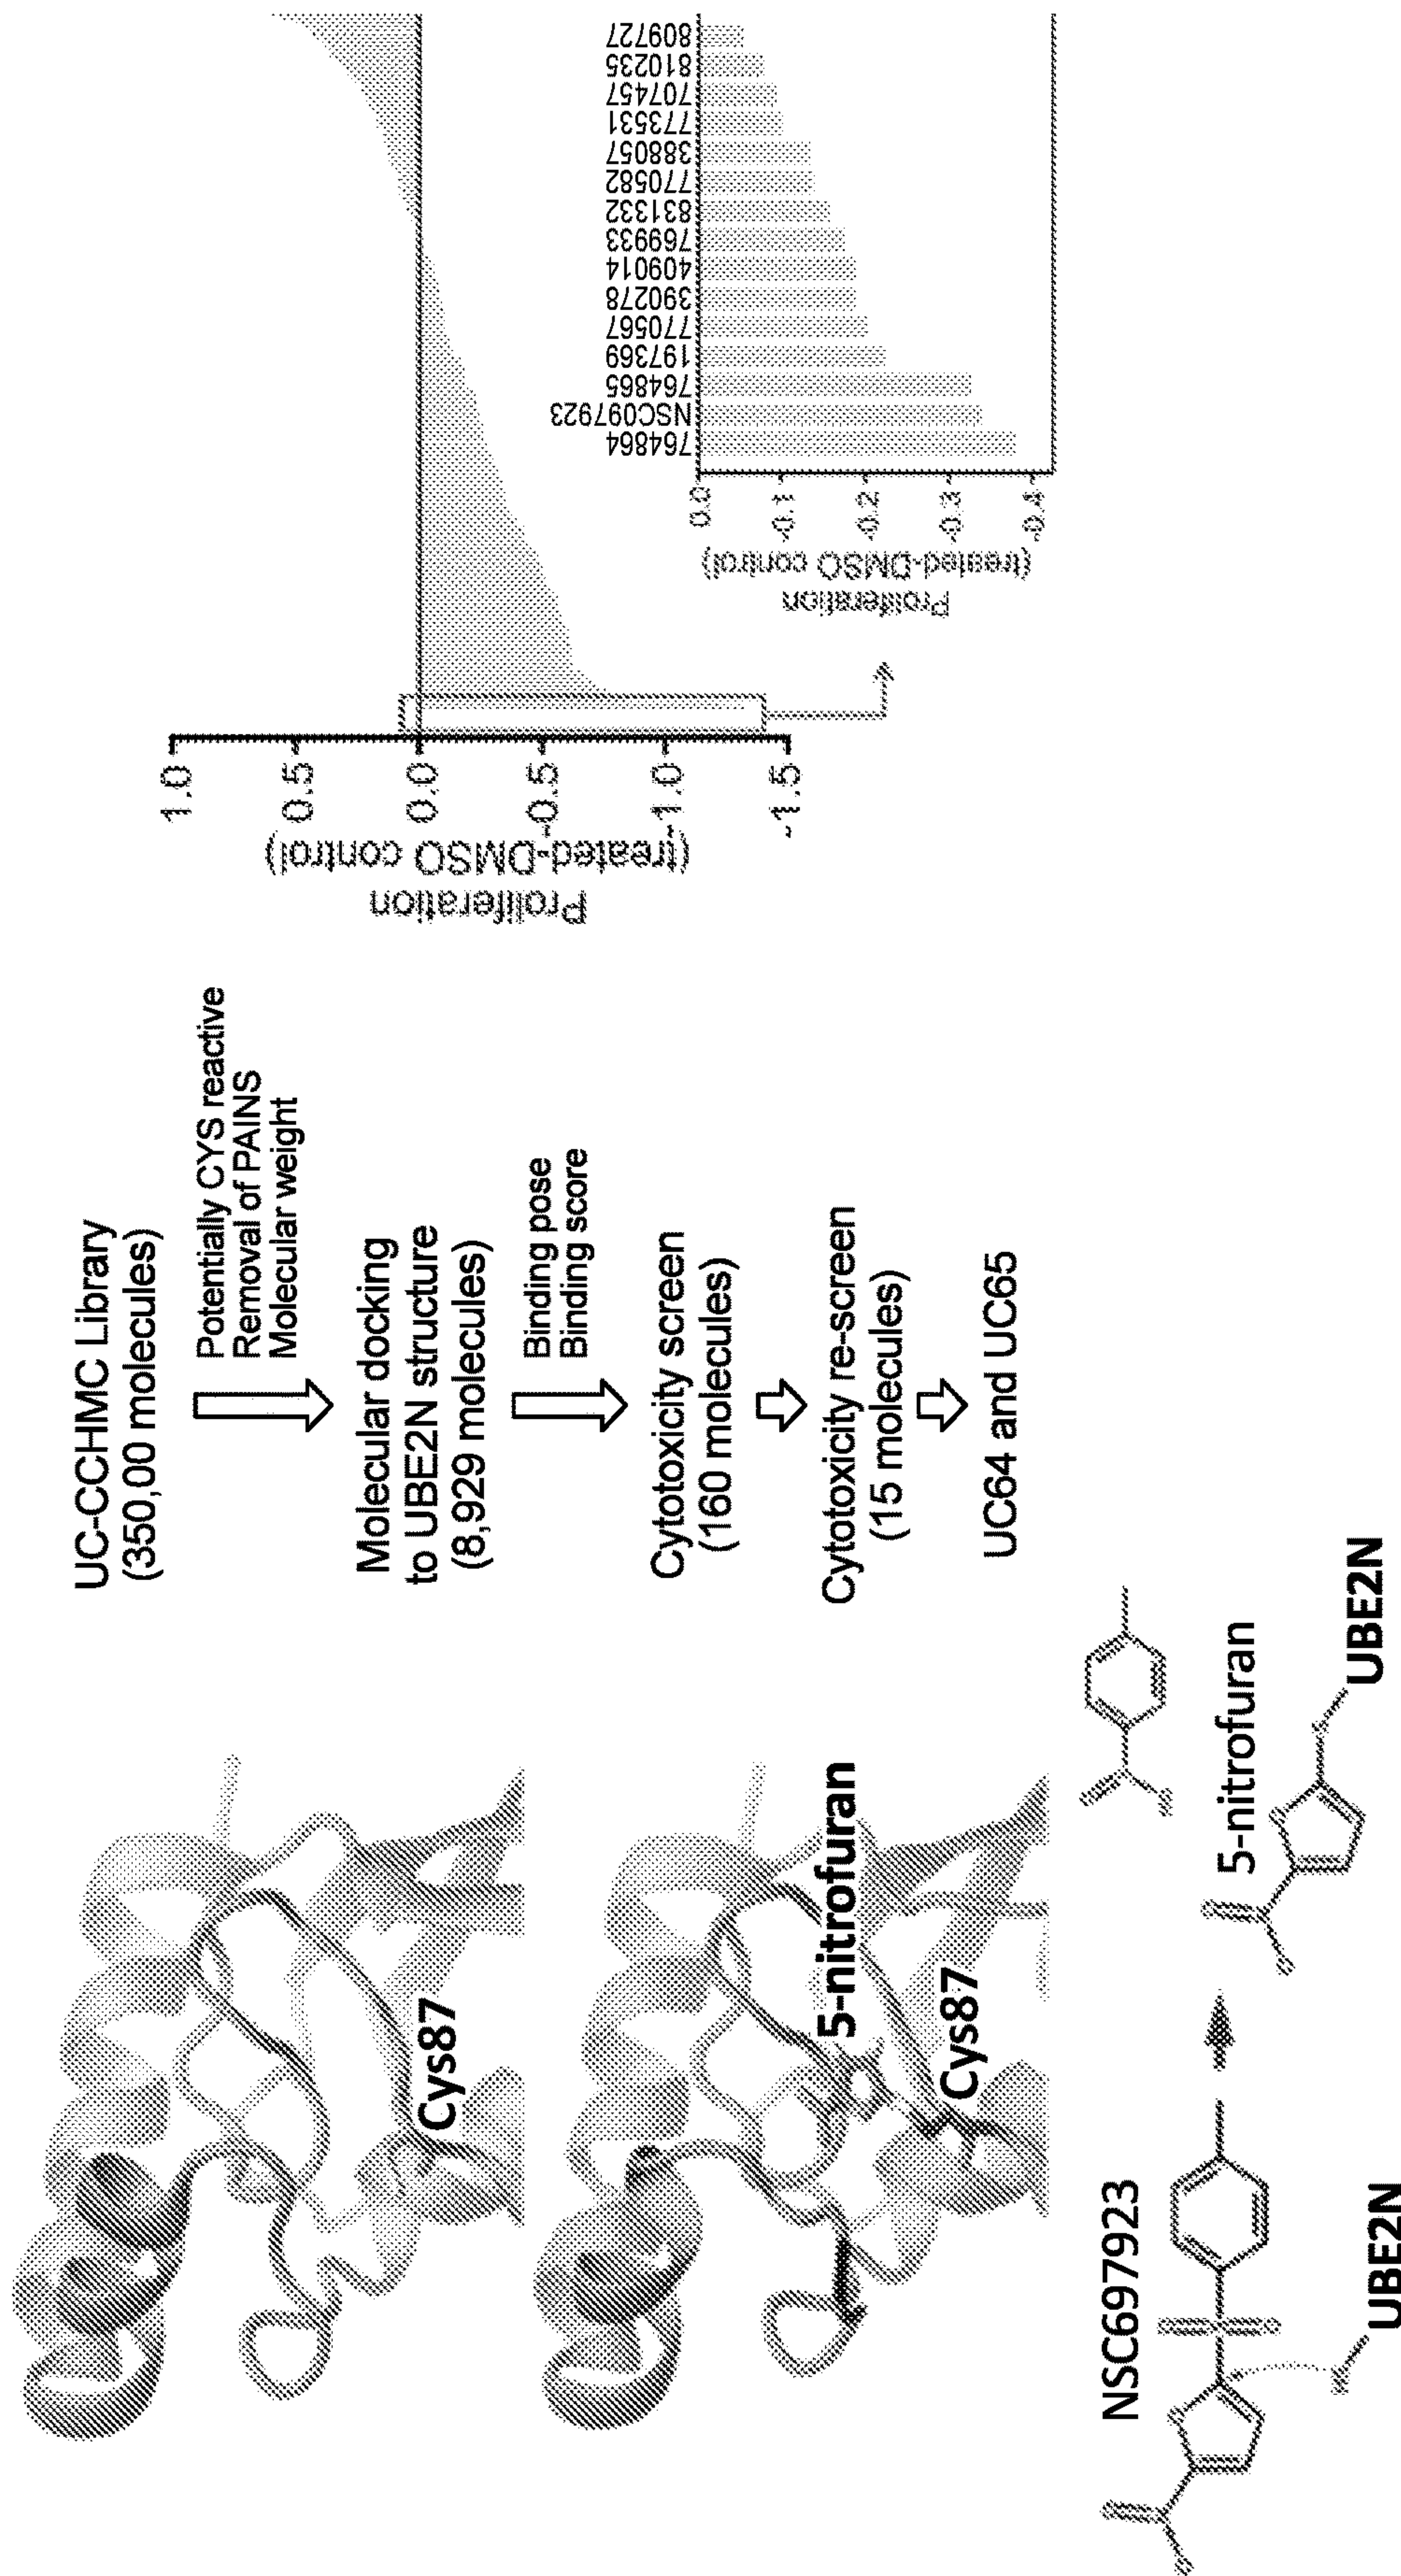 Cys87
5-nitrofuran
Cys87
NSC697923
UBE2N
5-nitrofuran
UBE2N
UC-CCHMC Library
(350,00 molecules)
Potentially CYS reactive
Removal of PAINS
Molecular weight
Molecular docking
to UBE2N structure
(8,929 molecules)
Binding pose
Binding score
Cytotoxicity screen
(160 molecules)
Cytotoxicity re-screen
(15 molecules)
UC64 and UC65
Proliferation
(treated-DMSO control)
1.0
0.5
0.0
-0.5
-1.0
-1.5
Proliferation
(treated-DMSO control)
0.0
-0.1
-0.2
-0.3
-0.4
764864
NSC097923
764865
197369
770567
390278
409014
769933
831332
770582
388057
773531
707457
810235
809727